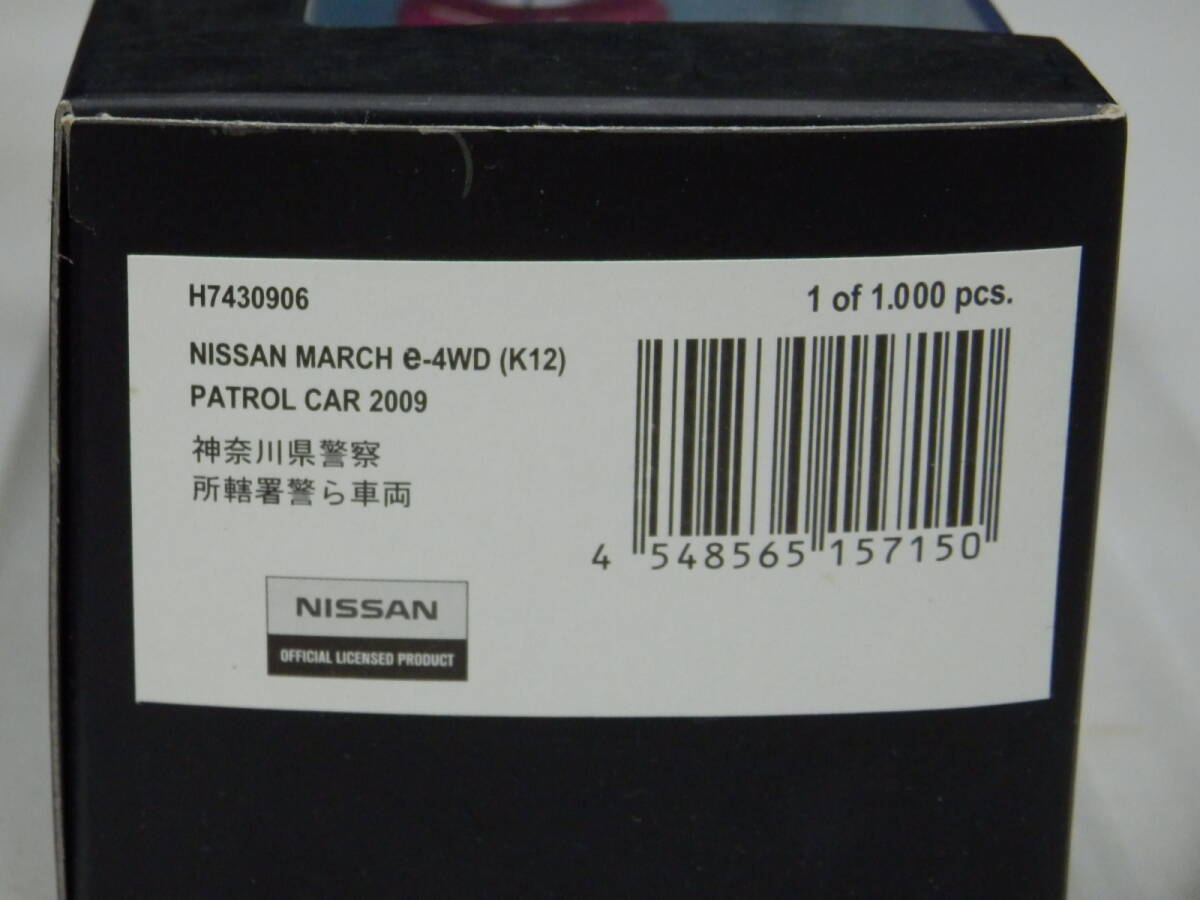 H7430906
1 of 1.000 pcs.
NISSAN MARCH e-4WD (K12)
PATROL CAR 2009
神奈川県警察
所轄署警ら車両
4 548565 157150
NISSAN
OFFICIAL LICENSED PRODUCT